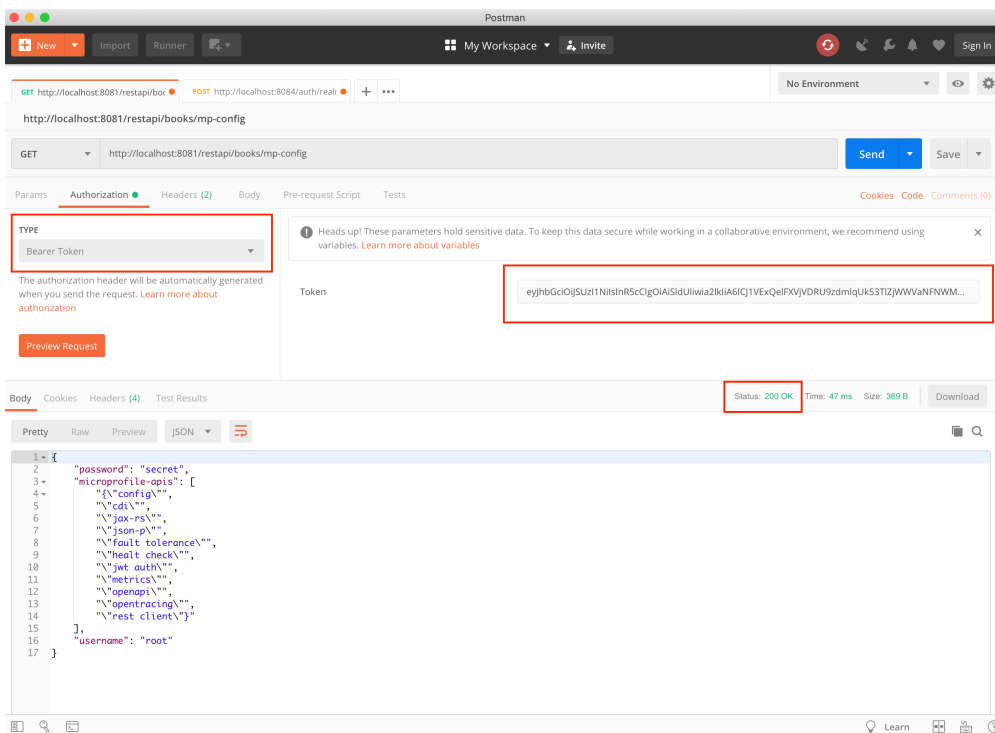 Postman
New Import Runner My Workspace Invite Sign In
GET http://localhost:8081/restapi/boo POST http://localhost:8084/auth/reali No Environment
http://localhost:8081/restapi/books/mp-config
GET http://localhost:8081/restapi/books/mp-config Send Save
Params Authorization Headers (2) Body Pre-request Script Tests Cookies Code Comments (0)
TYPE
Bearer Token
The authorization header will be automatically generated
when you send the request. Learn more about
authorization
Preview Request
Heads up! These parameters hold sensitive data. To keep this data secure while working in a collaborative environment, we recommend using
variables. Learn more about variables
Token
Body Cookies Headers (4) Test Results Status: 200 OK Time: 47 ms Size: 369 B Download
Pretty Raw Preview JSON
1 {
2 "password": "secret",
3 "microprofile-apis": [
4 "{\"config\"",
5 "\"cdi\"",
6 "\"jax-rs\"",
7 "\"json-p\"",
8 "\"fault tolerance\"",
9 "\"healt check\"",
10 "\"jwt auth\"",
11 "\"metrics\"",
12 "\"openapi\"",
13 "\"opentracing\"",
14 "\"rest client\"}"
15 ],
16 "username": "root"
17 }
Learn